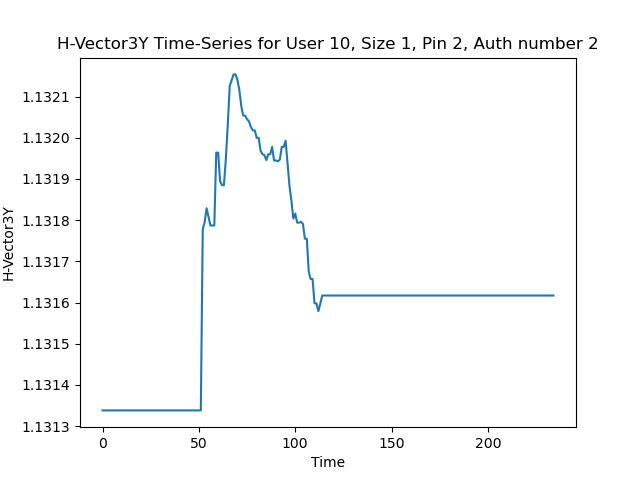 H-Vector3Y Time-Series for User 10, Size 1, Pin 2, Auth number 2
1.1321
1.1320
1.1319
1.1318
1.1317
1.1316
1.1315
1.1314
1.1313
H-Vector3Y
0 50 100 150 200
Time